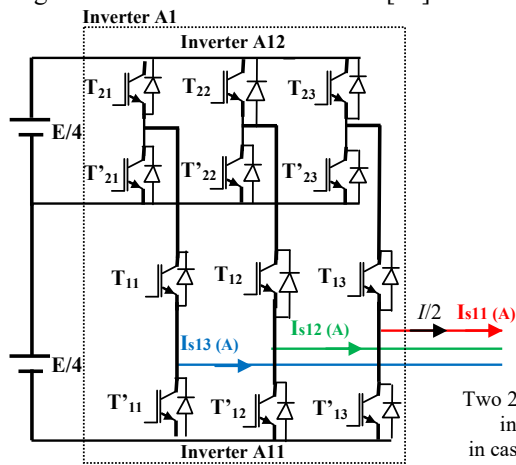 Inverter A1
Inverter A12
T21
T22
T23
E/4
T'21
T'22
T'23
T11
T12
T13
I/2
Is11 (A)
Is12 (A)
Is13 (A)
E/4
T'11
T'12
T'13
Two 2
in
in cas
Inverter A11